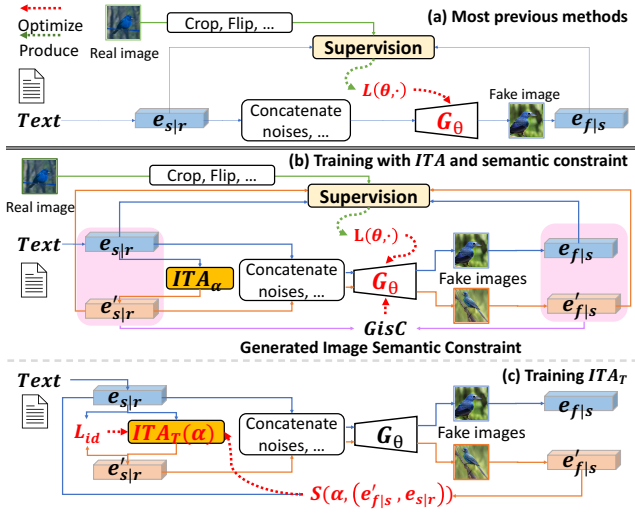 Optimize
Produce
Crop, Flip, ...
Real image
(a) Most previous methods
Supervision
L(θ,·)
Fake image
Text
e_{s|r}
Concatenate
noises, ...
G_θ
e_{f|s}
(b) Training with ITA and semantic constraint
Crop, Flip, ...
Real image
Supervision
Text
e_{s|r}
L(θ,·)
e_{f|s}
ITA_α
Concatenate
noises, ...
G_θ
Fake images
e'_{s|r}
GisC
e'_{f|s}
Generated Image Semantic Constraint
Text
(c) Training ITA_T
e_{s|r}
e_{f|s}
L_{id}
ITA_T(α)
Concatenate
noises, ...
G_θ
Fake images
e'_{s|r}
e'_{f|s}
S(α, (e'_{f|s}, e_{s|r}))